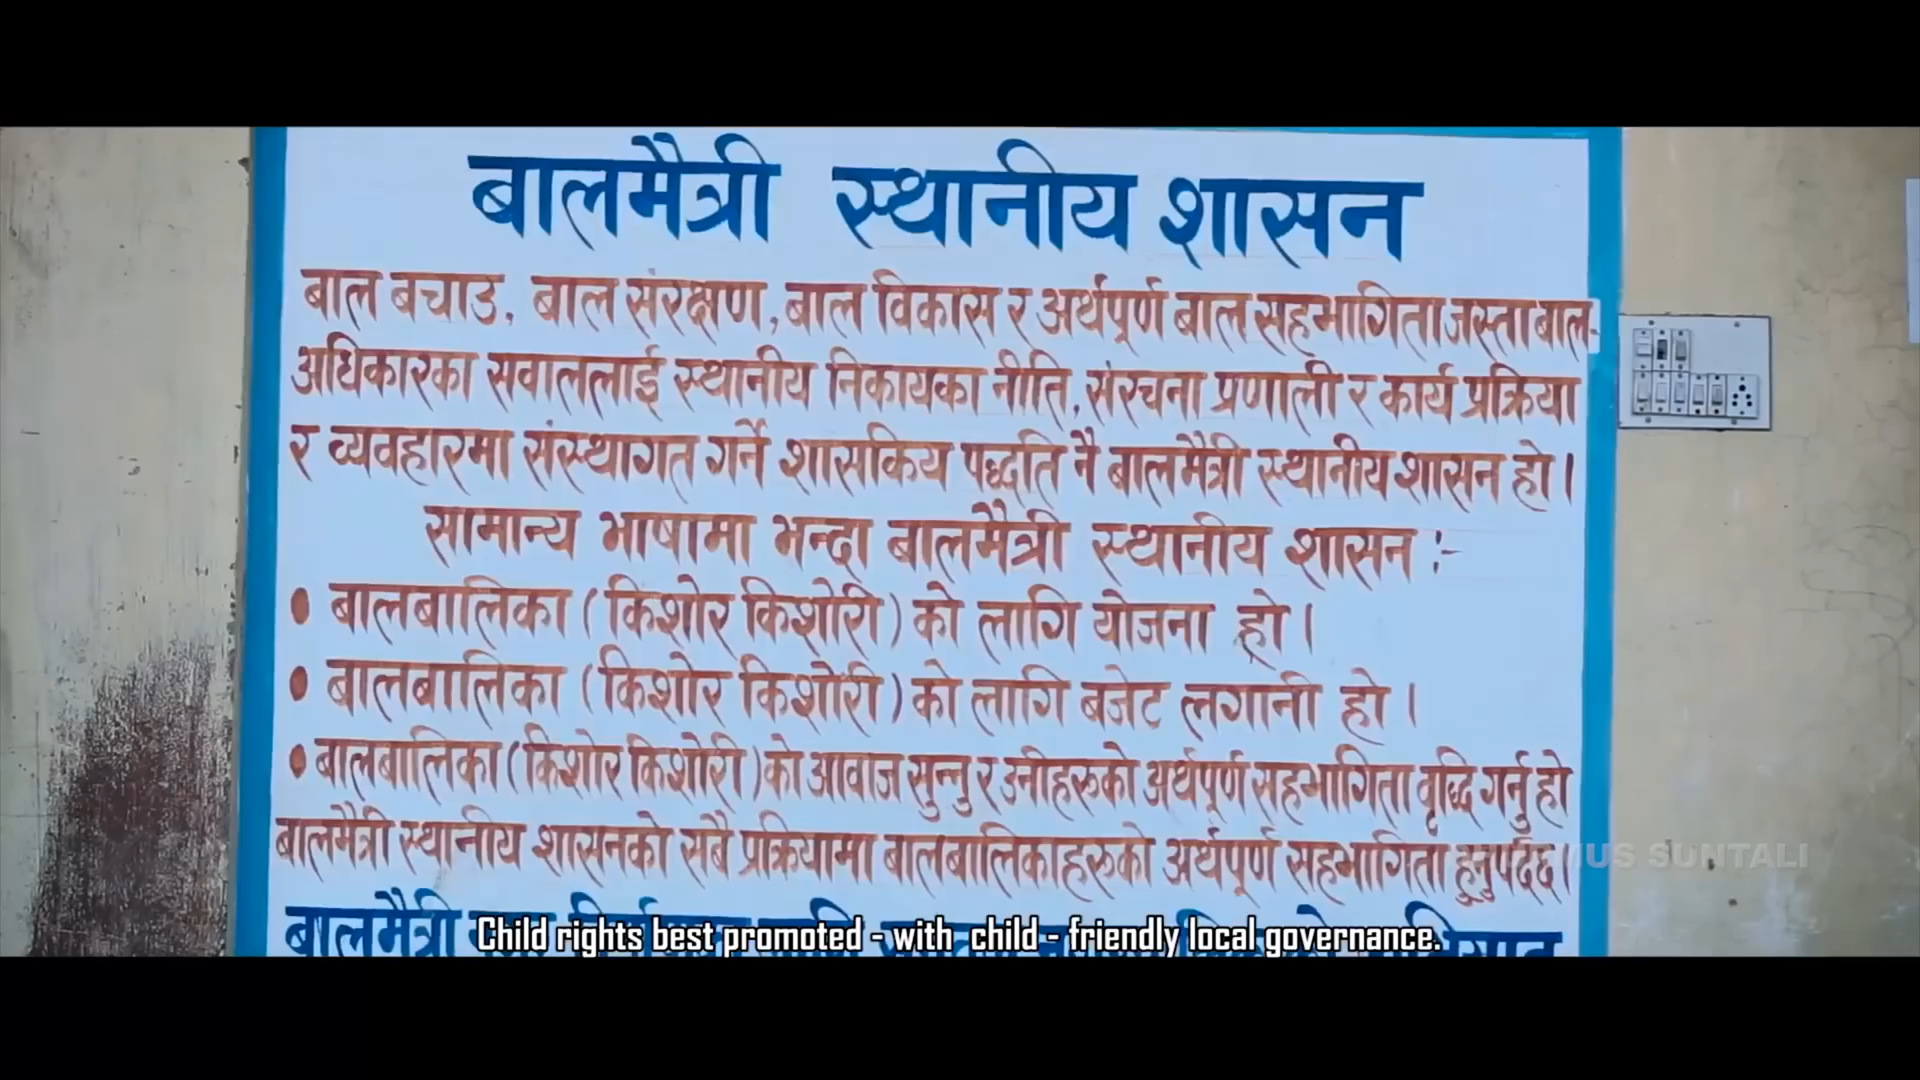 बालमैत्री स्थानीय शासन
बाल बचाउ, बाल संरक्षण, बाल विकास र अर्थपूर्ण बाल सहभागिता जस्ता बाल-
अधिकारका सवाललाई स्थानीय निकायका नीति, संरचना प्रणाली र कार्य प्रक्रिया
र व्यवहारमा संस्थागत गर्ने शासकिय पद्धति नै बालमैत्री स्थानीय शासन हो।
सामान्य भाषामा भन्दा बालमैत्री स्थानीय शासन :-
• बालबालिका (किशोर किशोरी) को लागि योजना हो।
• बालबालिका (किशोर किशोरी) को लागि बजेट लगानी हो।
• बालबालिका (किशोर किशोरी) को आवाज सुन्नु र उनीहरूको अर्थपूर्ण सहभागिता वृद्धि गर्नु हो
बालमैत्री स्थानीय शासनको सबै प्रक्रियामा बालबालिकाहरूको अर्थपूर्ण सहभागिता हुनुपर्दछ।
US SUNTALI
बालमैत्री
Child rights best promoted - with child - friendly local governance.